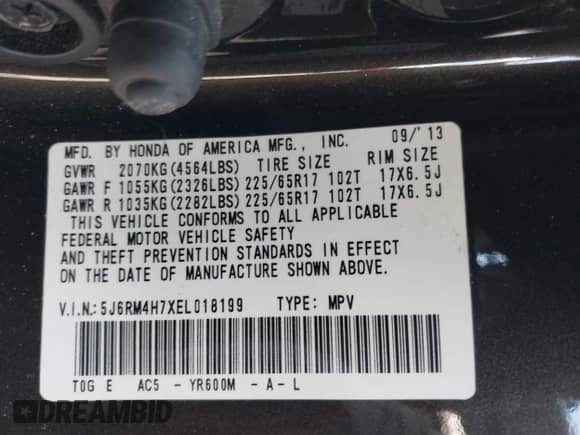 MFD. BY HONDA OF AMERICA MFG., INC. 09/'13
GVWR 2070KG(4564LBS) TIRE SIZE RIM SIZE
GAWR F 1055KG(2326LBS) 225/65R17 102T 17X6.5J
GAWR R 1035KG(2282LBS) 225/65R17 102T 17X6.5J
THIS VEHICLE CONFORMS TO ALL APPLICABLE
FEDERAL MOTOR VEHICLE SAFETY
AND THEFT PREVENTION STANDARDS IN EFFECT
ON THE DATE OF MANUFACTURE SHOWN ABOVE.
V.I.N.:5J6RM4H7XEL018199 TYPE: MPV
TOG E AC5 - YR600M - A - L
DREAMBID